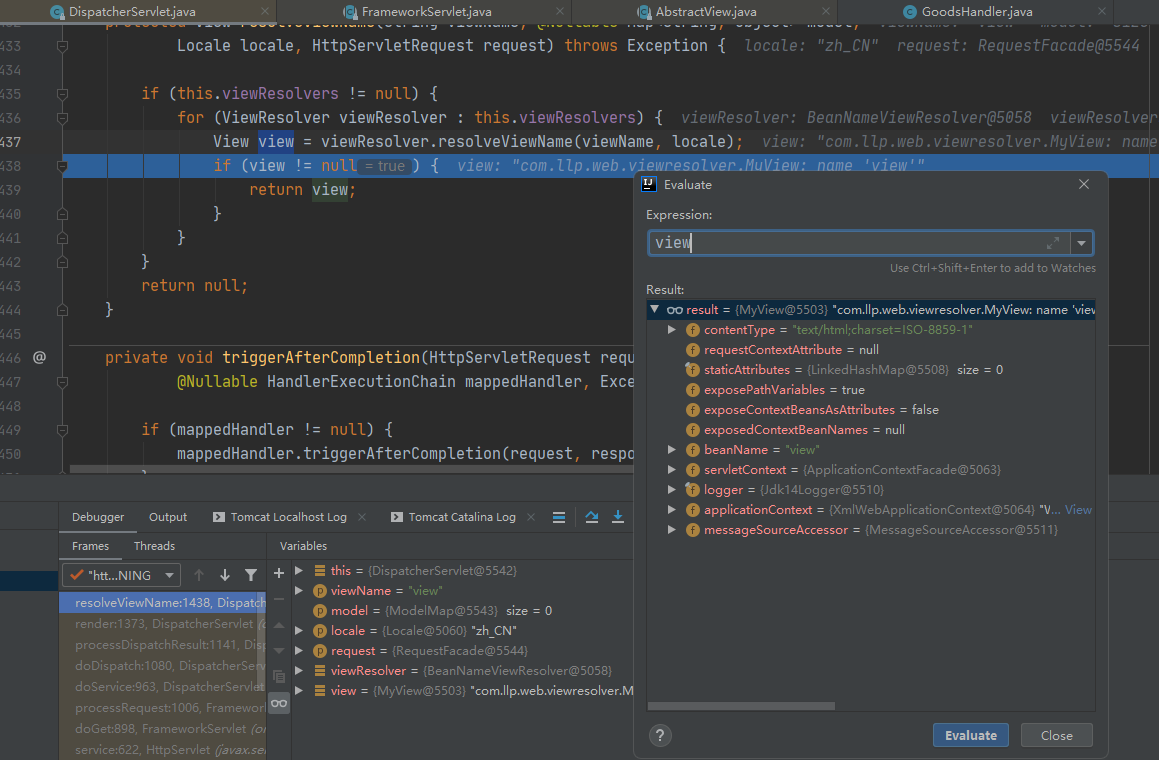 DispatcherServlet.java
FrameworkServlet.java
AbstractView.java
GoodsHandler.java
433 Locale locale, HttpServletRequest request) throws Exception { locale: "zh_CN" request: RequestFacade@5544
434
435 if (this.viewResolvers != null) {
436 for (ViewResolver viewResolver : this.viewResolvers) { viewResolver: BeanNameViewResolver@5058 viewResolver
437 View view = viewResolver.resolveViewName(viewName, locale); view: "com.llp.web.viewresolver.MyView: name
438 if (view != null = true ) { view: "com.llp.web.viewresolver.MyView: name 'view'"
439 return view;
440 }
441 }
442 }
443 return null;
444 }
445
446 @ private void triggerAfterCompletion(HttpServletRequest requ
447 @Nullable HandlerExecutionChain mappedHandler, Exce
448
449 if (mappedHandler != null) {
450 mappedHandler.triggerAfterCompletion(request, respo
Evaluate
Expression:
view
Use Ctrl+Shift+Enter to add to Watches
Result:
result = {MyView@5503} "com.llp.web.viewresolver.MyView: name 'view
contentType = "text/html;charset=ISO-8859-1"
requestContextAttribute = null
staticAttributes = {LinkedHashMap@5508} size = 0
exposePathVariables = true
exposeContextBeansAsAttributes = false
exposedContextBeanNames = null
beanName = "view"
servletContext = {ApplicationContextFacade@5063}
logger = {Jdk14Logger@5510}
applicationContext = {XmlWebApplicationContext@5064} "W... View
messageSourceAccessor = {MessageSourceAccessor@5511}
? Evaluate Close
Debugger Output Tomcat Localhost Log Tomcat Catalina Log
Frames Threads Variables
"htt...NING
resolveViewName:1438, Dispatch
render:1373, DispatcherServlet (o
processDispatchResult:1141, Disp
doDispatch:1080, DispatcherServ
doService:963, DispatcherServlet
processRequest:1006, Framework
doGet:898, FrameworkServlet (or
service:622, HttpServlet (javax.se
this = {DispatcherServlet@5542}
viewName = "view"
model = {ModelMap@5543} size = 0
locale = {Locale@5060} "zh_CN"
request = {RequestFacade@5544}
viewResolver = {BeanNameViewResolver@5058}
view = {MyView@5503} "com.llp.web.viewresolver.M